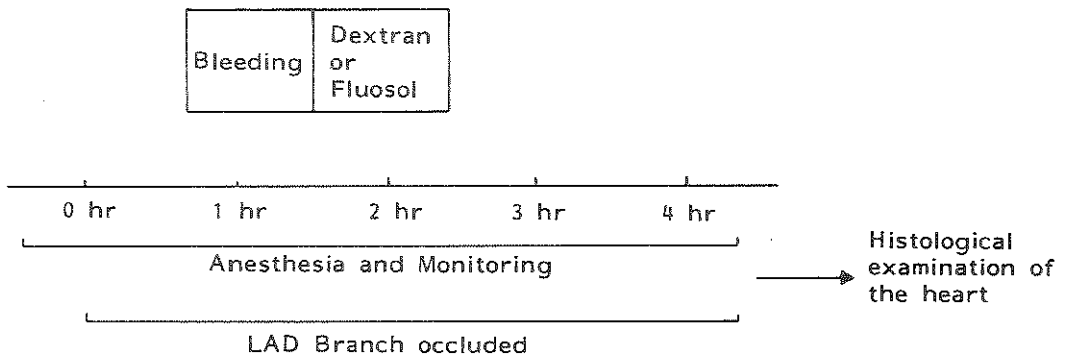 Bleeding
Dextran
or
Fluosol
0 hr 1 hr 2 hr 3 hr 4 hr
Anesthesia and Monitoring
Histological
examination of
the heart
LAD Branch occluded